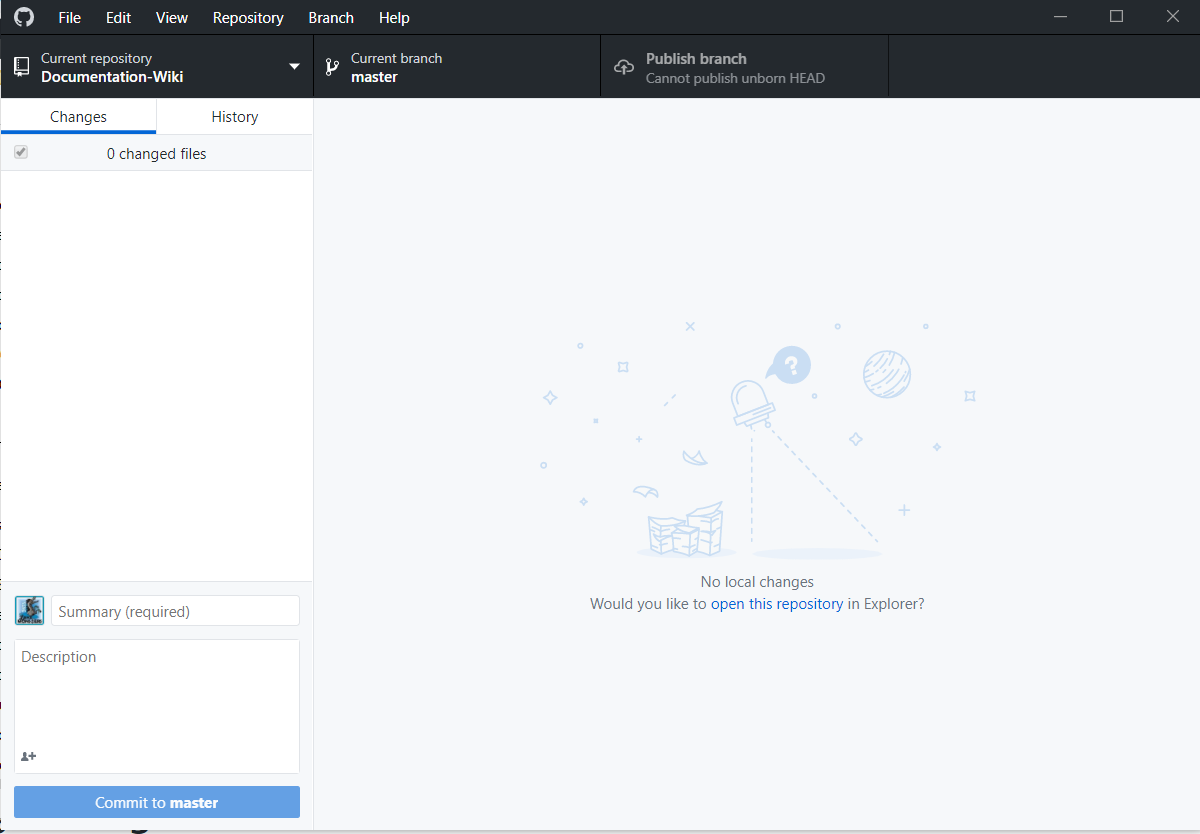 File Edit View Repository Branch Help
Current repository
Documentation-Wiki
Current branch
master
Publish branch
Cannot publish unborn HEAD
Changes History
0 changed files
?
No local changes
Would you like to open this repository in Explorer?
Summary (required)
Description
Commit to master